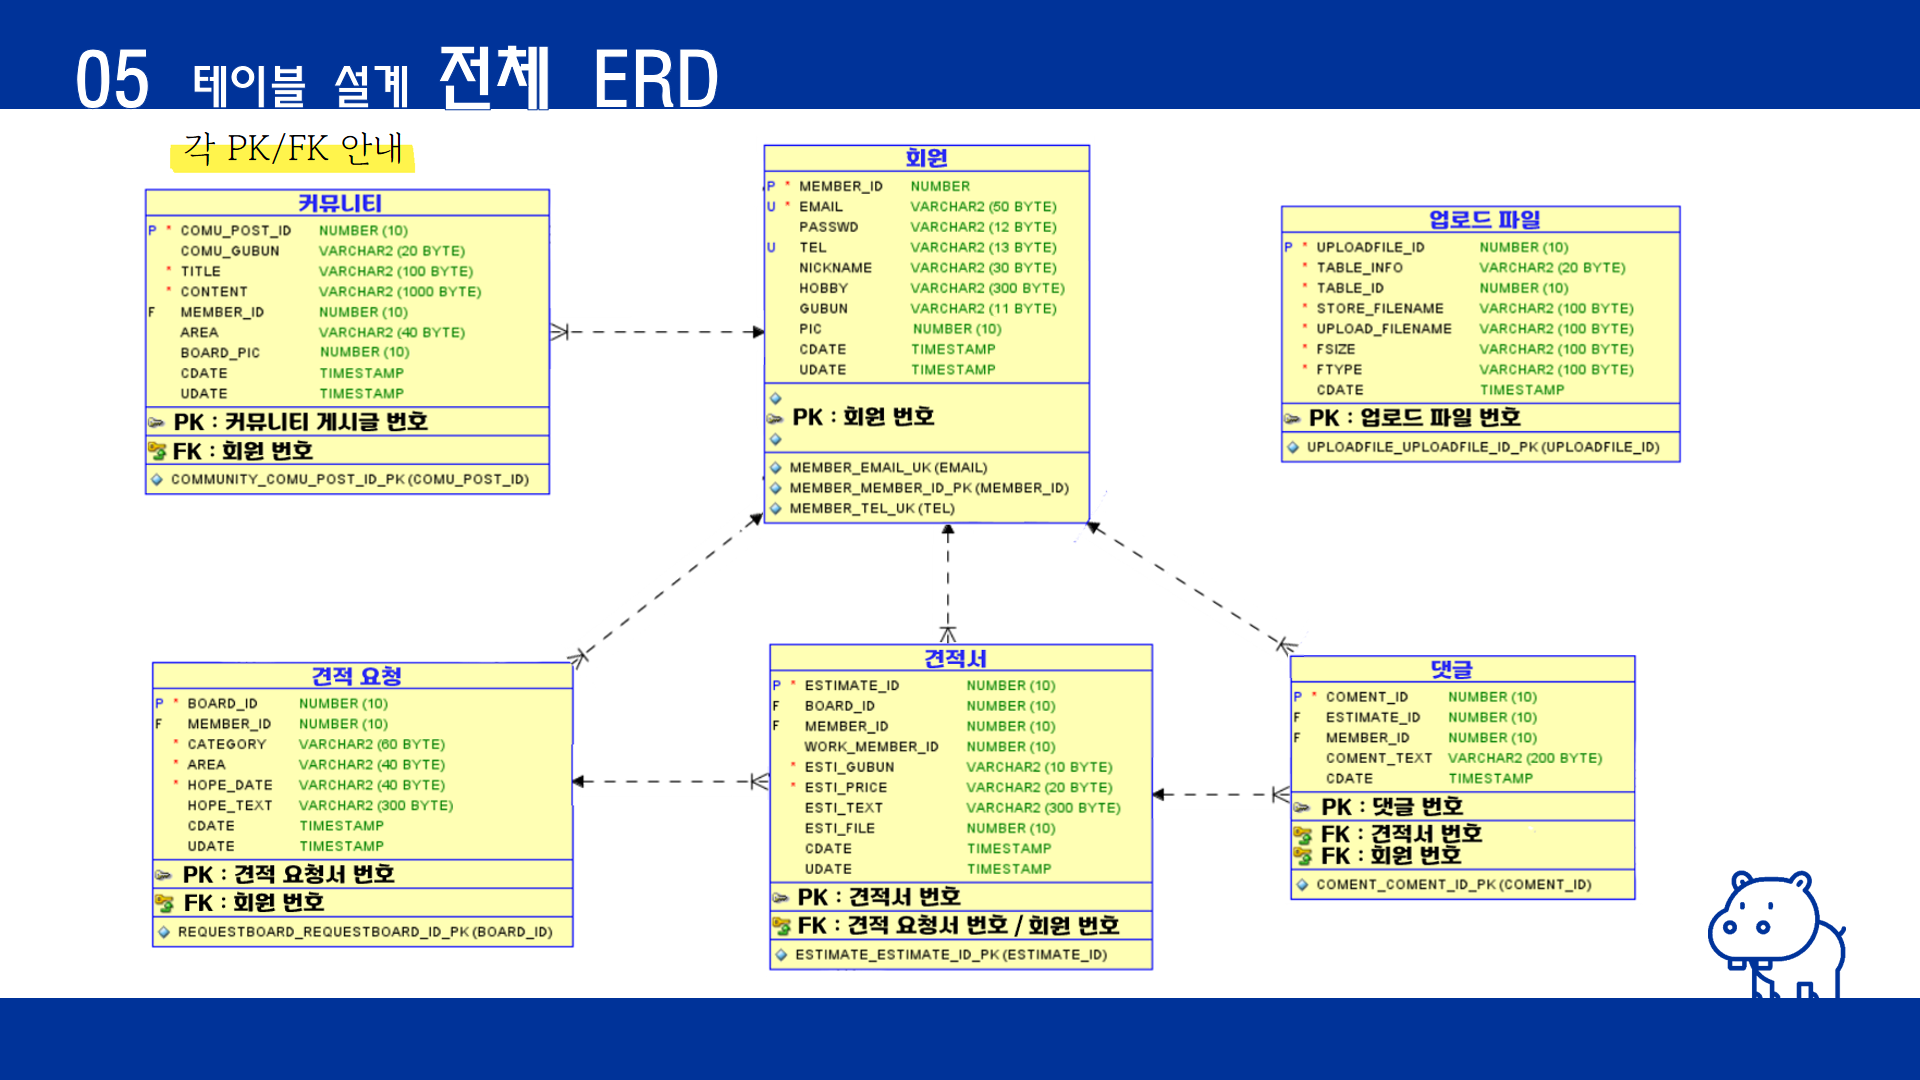 05 테이블 설계 전체 ERD
각 PK/FK 안내
커뮤니티
P * COMU_POST_ID NUMBER (10)
COMU_GUBUN VARCHAR2 (20 BYTE)
* TITLE VARCHAR2 (100 BYTE)
* CONTENT VARCHAR2 (1000 BYTE)
F MEMBER_ID NUMBER (10)
AREA VARCHAR2 (40 BYTE)
BOARD_PIC NUMBER (10)
CDATE TIMESTAMP
UDATE TIMESTAMP
PK : 커뮤니티 게시글 번호
FK : 회원 번호
COMMUNITY_COMU_POST_ID_PK (COMU_POST_ID)
회원
P * MEMBER_ID NUMBER
U * EMAIL VARCHAR2 (50 BYTE)
PASSWD VARCHAR2 (12 BYTE)
U TEL VARCHAR2 (13 BYTE)
NICKNAME VARCHAR2 (30 BYTE)
HOBBY VARCHAR2 (300 BYTE)
GUBUN VARCHAR2 (11 BYTE)
PIC NUMBER (10)
CDATE TIMESTAMP
UDATE TIMESTAMP
PK : 회원 번호
MEMBER_EMAIL_UK (EMAIL)
MEMBER_MEMBER_ID_PK (MEMBER_ID)
MEMBER_TEL_UK (TEL)
업로드 파일
P * UPLOADFILE_ID NUMBER (10)
* TABLE_INFO VARCHAR2 (20 BYTE)
* TABLE_ID NUMBER (10)
* STORE_FILENAME VARCHAR2 (100 BYTE)
* UPLOAD_FILENAME VARCHAR2 (100 BYTE)
* FSIZE VARCHAR2 (100 BYTE)
* FTYPE VARCHAR2 (100 BYTE)
CDATE TIMESTAMP
PK : 업로드 파일 번호
UPLOADFILE_UPLOADFILE_ID_PK (UPLOADFILE_ID)
견적 요청
P * BOARD_ID NUMBER (10)
F MEMBER_ID NUMBER (10)
* CATEGORY VARCHAR2 (60 BYTE)
* AREA VARCHAR2 (40 BYTE)
* HOPE_DATE VARCHAR2 (40 BYTE)
HOPE_TEXT VARCHAR2 (300 BYTE)
CDATE TIMESTAMP
UDATE TIMESTAMP
PK : 견적 요청서 번호
FK : 회원 번호
REQUESTBOARD_REQUESTBOARD_ID_PK (BOARD_ID)
견적서
P * ESTIMATE_ID NUMBER (10)
F BOARD_ID NUMBER (10)
F MEMBER_ID NUMBER (10)
WORK_MEMBER_ID NUMBER (10)
* ESTI_GUBUN VARCHAR2 (10 BYTE)
* ESTI_PRICE VARCHAR2 (20 BYTE)
ESTI_TEXT VARCHAR2 (300 BYTE)
ESTI_FILE NUMBER (10)
CDATE TIMESTAMP
UDATE TIMESTAMP
PK : 견적서 번호
FK : 견적 요청서 번호 / 회원 번호
ESTIMATE_ESTIMATE_ID_PK (ESTIMATE_ID)
댓글
P * COMENT_ID NUMBER (10)
F ESTIMATE_ID NUMBER (10)
F MEMBER_ID NUMBER (10)
COMENT_TEXT VARCHAR2 (200 BYTE)
CDATE TIMESTAMP
PK : 댓글 번호
FK : 견적서 번호
FK : 회원 번호
COMENT_COMENT_ID_PK (COMENT_ID)